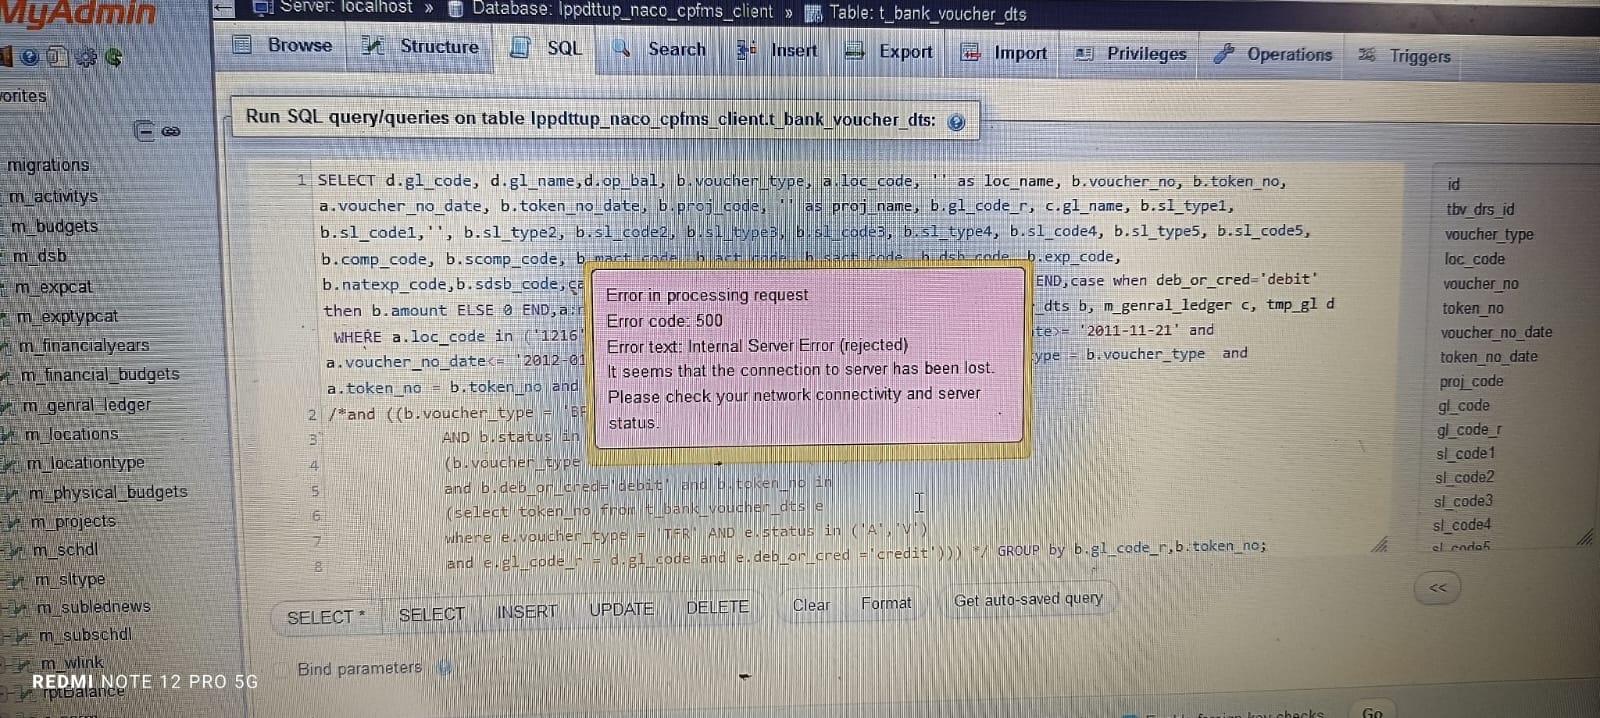 MyAdmin
Server: localhost » Database: lppdttup_naco_cpfms_client » Table: t_bank_voucher_dts
Browse Structure SQL Search Insert Export Import Privileges Operations Triggers
orites
Run SQL query/queries on table lppdttup_naco_cpfms_client.t_bank_voucher_dts:
migrations
m_activitys
m_budgets
m_dsb
m_expcat
m_exptypcat
m_financialyears
m_financial_budgets
m_genral_ledger
m_locations
m_locationtype
m_physical_budgets
m_projects
m_schdl
m_sltype
m_sublednews
m_subschdl
m_wlink
rptBalance
1 SELECT d.gl_code, d.gl_name,d.op_bal, b.voucher_type, a.loc_code, '' as loc_name, b.voucher_no, b.token_no,
a.voucher_no_date, b.token_no_date, b.proj_code, '' as proj_name, b.gl_code_r, c.gl_name, b.sl_type1,
b.sl_code1,'', b.sl_type2, b.sl_code2, b.sl_type3, b.sl_code3, b.sl_type4, b.sl_code4, b.sl_type5, b.sl_code5,
b.comp_code, b.scomp_code, b.mact_code, b.act_code, b.sact_code, b.dsb_code, b.exp_code,
b.natexp_code,b.sdsb_code,ca END,case when deb_or_cred='debit'
then b.amount ELSE 0 END,a.r _dts b, m_genral_ledger c, tmp_gl d
WHERE a.loc_code in ('1216' te>= '2011-11-21' and
a.voucher_no_date<= '2012-01 ype = b.voucher_type and
a.token_no = b.token_no and
2 /*and ((b.voucher_type = 'BF
3 AND b.status in
4 (b.voucher_type
5 and b.deb_or_cred='debit' and b.token_no in
6 (select token_no from t_bank_voucher_dts e
7 where e.voucher_type = 'TFR' AND e.status in ('A','V')
8 and e.gl_code_r = d.gl_code and e.deb_or_cred ='credit'))) */ GROUP by b.gl_code_r,b.token_no;
Error in processing request
Error code: 500
Error text: Internal Server Error (rejected)
It seems that the connection to server has been lost.
Please check your network connectivity and server
status.
id
tbv_drs_id
voucher_type
loc_code
voucher_no
token_no
voucher_no_date
token_no_date
proj_code
gl_code
gl_code_r
sl_code1
sl_code2
sl_code3
sl_code4
sl_code5
<<
SELECT * SELECT INSERT UPDATE DELETE Clear Format Get auto-saved query
Bind parameters
foreign key checks Go
REDMI NOTE 12 PRO 5G